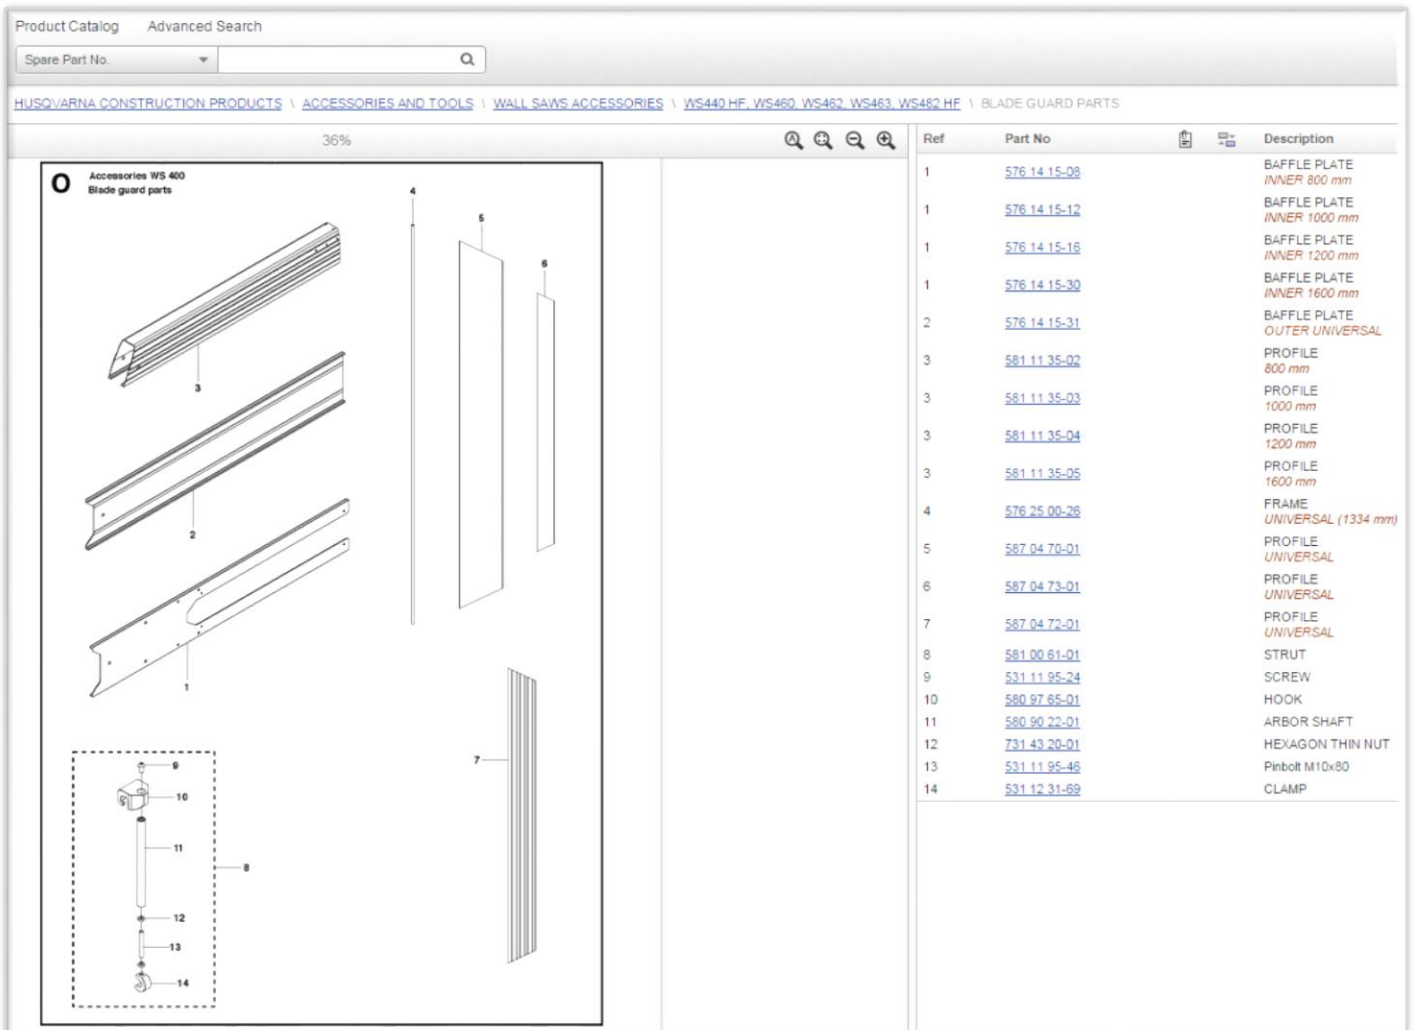 Product Catalog Advanced Search
Spare Part No.
HUSQVARNA CONSTRUCTION PRODUCTS \ ACCESSORIES AND TOOLS \ WALL SAWS ACCESSORIES \ WS440 HF, WS460, WS462, WS463, WS482 HF \ BLADE GUARD PARTS
36%
O
Accessories WS 400
Blade guard parts
4
5
6
3
2
1
7
9
10
11
8
12
13
14
Ref Part No Description
1 576 14 15-08 BAFFLE PLATE
INNER 800 mm
1 576 14 15-12 BAFFLE PLATE
INNER 1000 mm
1 576 14 15-16 BAFFLE PLATE
INNER 1200 mm
1 576 14 15-30 BAFFLE PLATE
INNER 1600 mm
2 576 14 15-31 BAFFLE PLATE
OUTER UNIVERSAL
3 581 11 35-02 PROFILE
800 mm
3 581 11 35-03 PROFILE
1000 mm
3 581 11 35-04 PROFILE
1200 mm
3 581 11 35-05 PROFILE
1600 mm
4 576 25 00-26 FRAME
UNIVERSAL (1334 mm)
5 587 04 70-01 PROFILE
UNIVERSAL
6 587 04 73-01 PROFILE
UNIVERSAL
7 587 04 72-01 PROFILE
UNIVERSAL
8 581 00 61-01 STRUT
9 531 11 95-24 SCREW
10 580 97 65-01 HOOK
11 580 90 22-01 ARBOR SHAFT
12 731 43 20-01 HEXAGON THIN NUT
13 531 11 95-46 Pinbolt M10x80
14 531 12 31-69 CLAMP